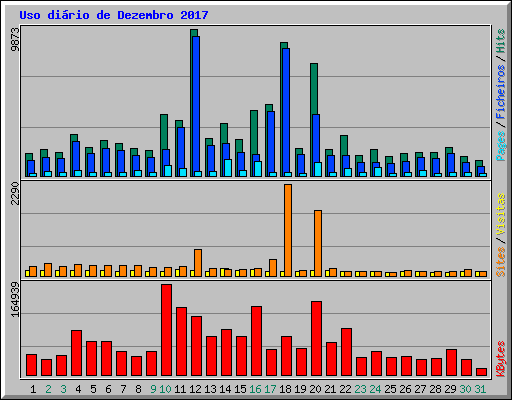 Uso diário de Dezembro 2017
9873
Pages / Ficheiros / Hits
2290
Sites / Visitas
164939
KBytes
1 2 3 4 5 6 7 8 9 10 11 12 13 14 15 16 17 18 19 20 21 22 23 24 25 26 27 28 29 30 31